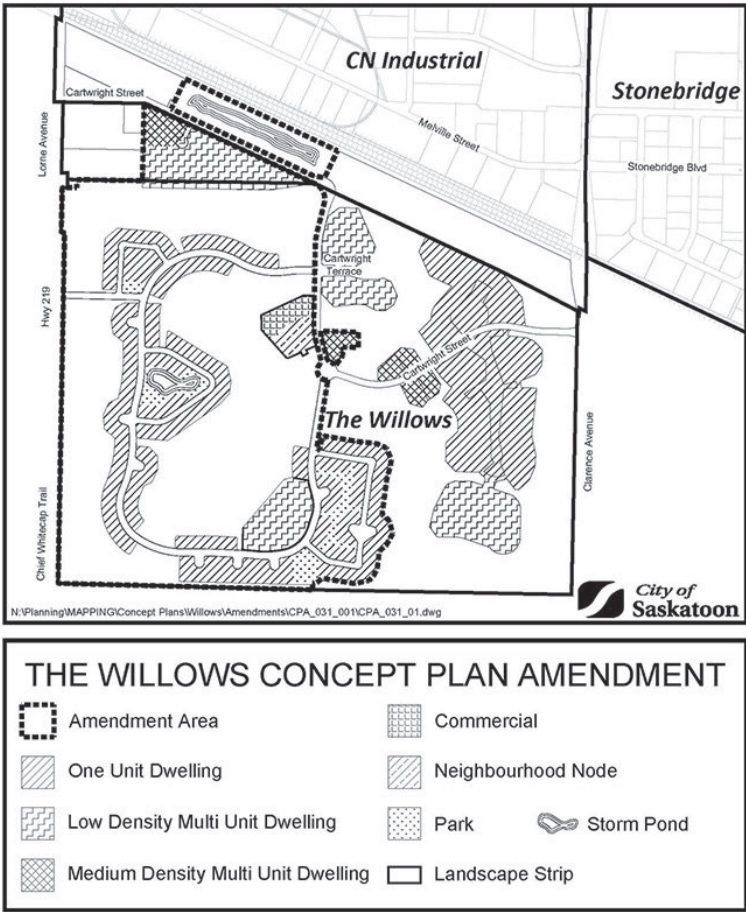 CN Industrial
Stonebridge
Cartwright Street
Melville Street
Lorne Avenue
Stonebridge Blvd
Cartwright
Terrace
Hwy 219
Cartwright Street
The Willows
Clarence Avenue
Chief Whitecap Trail
N:\Planning\MAPPING\Concept Plans\Willows\Amendments\CPA_031_001\CPA_031_01.dwg
City of
Saskatoon
THE WILLOWS CONCEPT PLAN AMENDMENT
Amendment Area
Commercial
One Unit Dwelling
Neighbourhood Node
Low Density Multi Unit Dwelling
Park
Storm Pond
Medium Density Multi Unit Dwelling
Landscape Strip